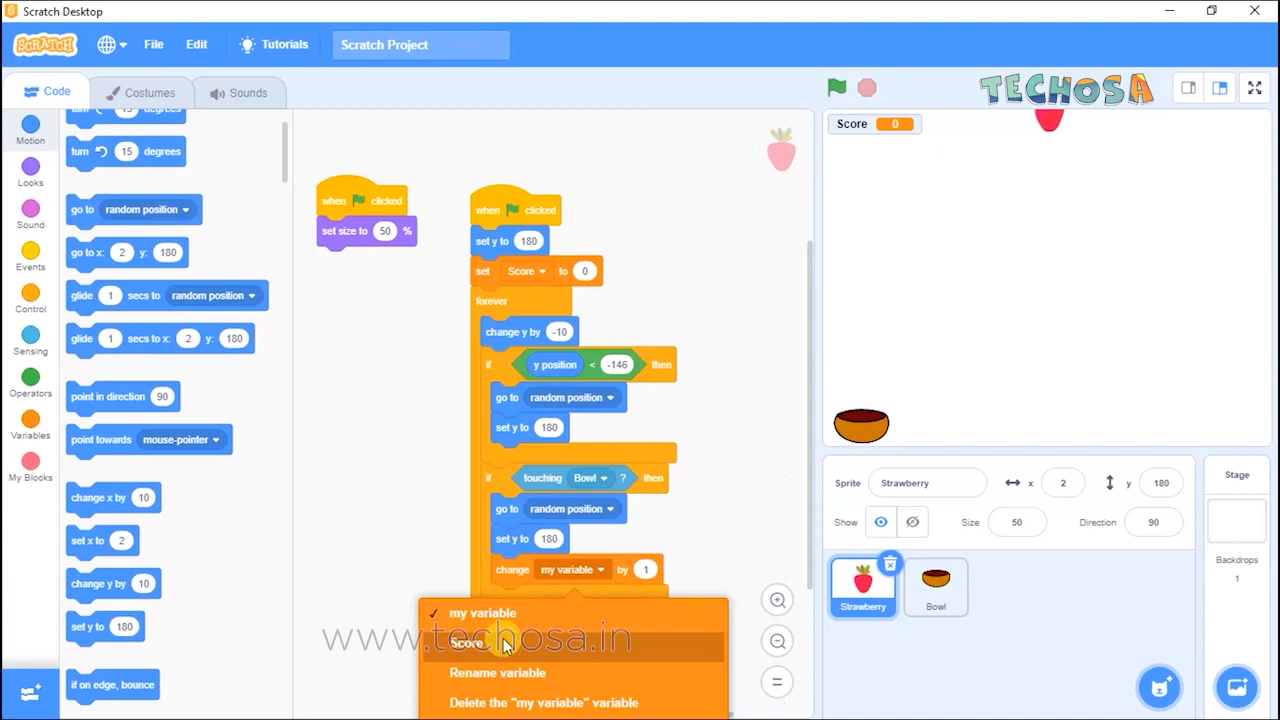 Scratch Desktop
SCRATCH File Edit Tutorials Scratch Project
Code Costumes Sounds
TECHOSA
Motion
Looks
Sound
Events
Control
Sensing
Operators
Variables
My Blocks
turn 15 degrees
turn 15 degrees
go to random position
go to x: 2 y: 180
glide 1 secs to random position
glide 1 secs to x: 2 y: 180
point in direction 90
point towards mouse-pointer
change x by 10
set x to 2
change y by 10
set y to 180
if on edge, bounce
when clicked
set size to 50 %
when clicked
set y to 180
set Score to 0
forever
change y by -10
if y position < -146 then
go to random position
set y to 180
if touching Bowl ? then
go to random position
set y to 180
change my variable by 1
✓ my variable
Score
Rename variable
Delete the "my variable" variable
www.techosa.in
Score 0
Sprite Strawberry x 2 y 180
Show Size 50 Direction 90
Strawberry
Bowl
Stage
Backdrops
1